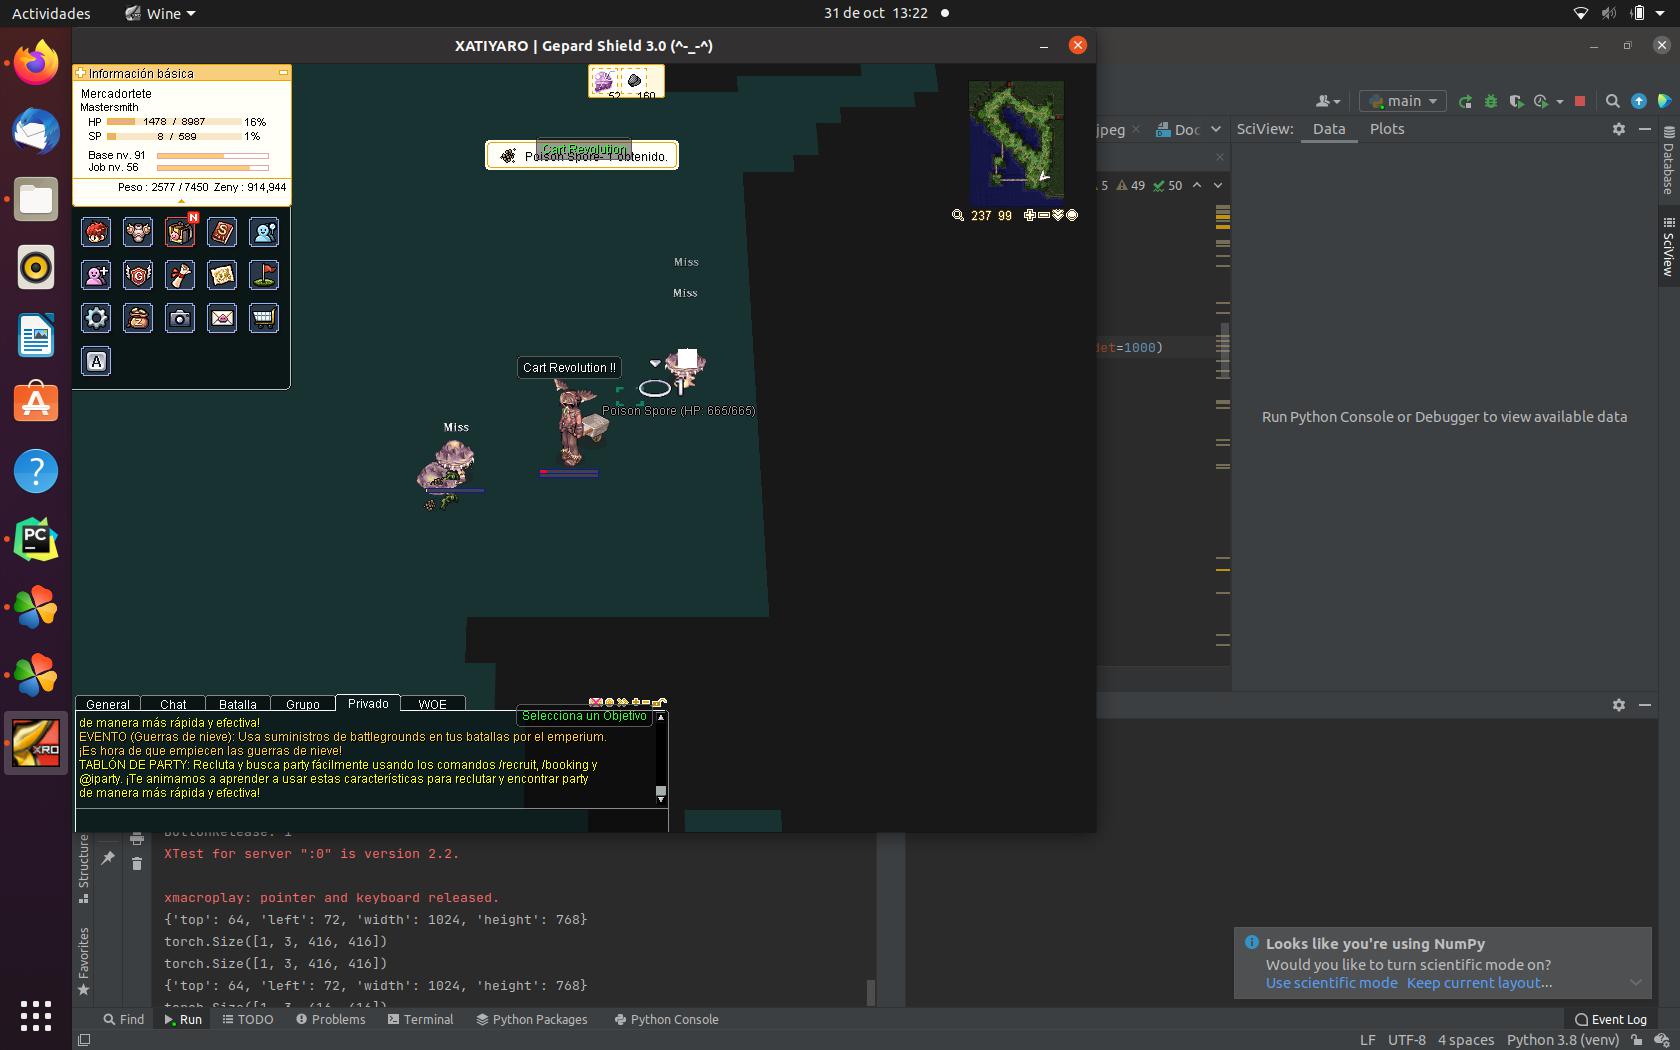 Actividades
Wine
31 de oct 13:22
XATIYARO | Gepard Shield 3.0 (^-_-^)
Información básica
Mercadortete
Mastersmith
HP 1478 / 8987 16%
SP 8 / 589 1%
Base nv. 91
Job nv. 56
Peso : 2577 / 7450 Zeny : 914,944
N
A
52 160
Cart Revolution
Poison Spore- 1 obtenido.
237 99
Miss
Miss
Cart Revolution !!
Poison Spore (HP: 665/665)
Miss
General Chat Batalla Grupo Privado WOE
Selecciona un Objetivo
de manera más rápida y efectiva!
EVENTO (Guerras de nieve): Usa suministros de battlegrounds en tus batallas por el emperium.
¡Es hora de que empiecen las guerras de nieve!
TABLÓN DE PARTY: Recluta y busca party fácilmente usando los comandos /recruit, /booking y
@iparty. ¡Te animamos a aprender a usar estas características para reclutar y encontrar party
de manera más rápida y efectiva!
main
jpeg
Doc
SciView: Data Plots
5 49 50
det=1000)
Run Python Console or Debugger to view available data
Database
SciView
PC
XRO
Structure
Favorites
ButtonRelease: 1
XTest for server ":0" is version 2.2.
xmacroplay: pointer and keyboard released.
{'top': 64, 'left': 72, 'width': 1024, 'height': 768}
torch.Size([1, 3, 416, 416])
torch.Size([1, 3, 416, 416])
{'top': 64, 'left': 72, 'width': 1024, 'height': 768}
torch.Size([1, 3, 416, 416])
Looks like you're using NumPy
Would you like to turn scientific mode on?
Use scientific mode Keep current layout...
Find Run TODO Problems Terminal Python Packages Python Console
Event Log
LF UTF-8 4 spaces Python 3.8 (venv)